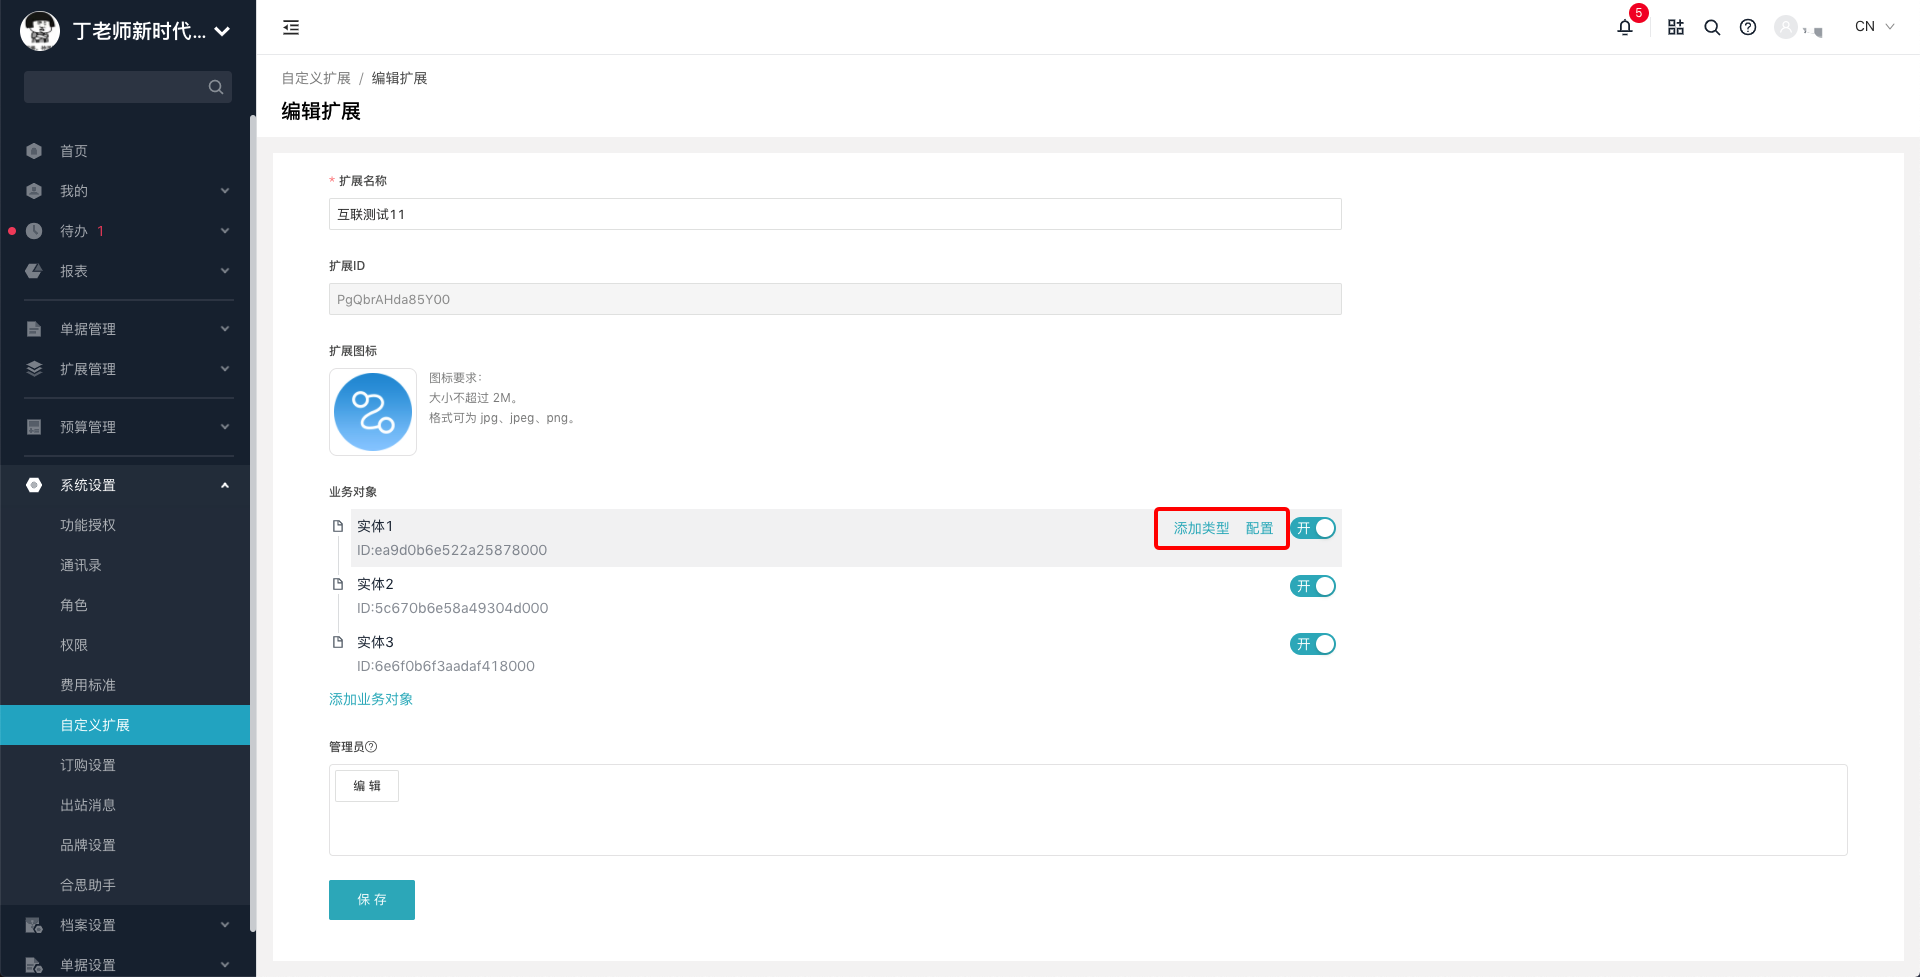 丁老师新时代...
首页
我的
待办 1
报表
单据管理
扩展管理
预算管理
系统设置
功能授权
通讯录
角色
权限
费用标准
自定义扩展
订购设置
出站消息
品牌设置
合思助手
档案设置
单据设置
5
CN
自定义扩展 / 编辑扩展
编辑扩展
* 扩展名称
互联测试11
扩展ID
PgQbrAHda85Y00
扩展图标
图标要求：
大小不超过 2M。
格式可为 jpg、jpeg、png。
业务对象
实体1 添加类型 配置 开
ID:ea9d0b6e522a25878000
实体2 开
ID:5c670b6e58a49304d000
实体3 开
ID:6e6f0b6f3aadaf418000
添加业务对象
管理员
编 辑
保 存